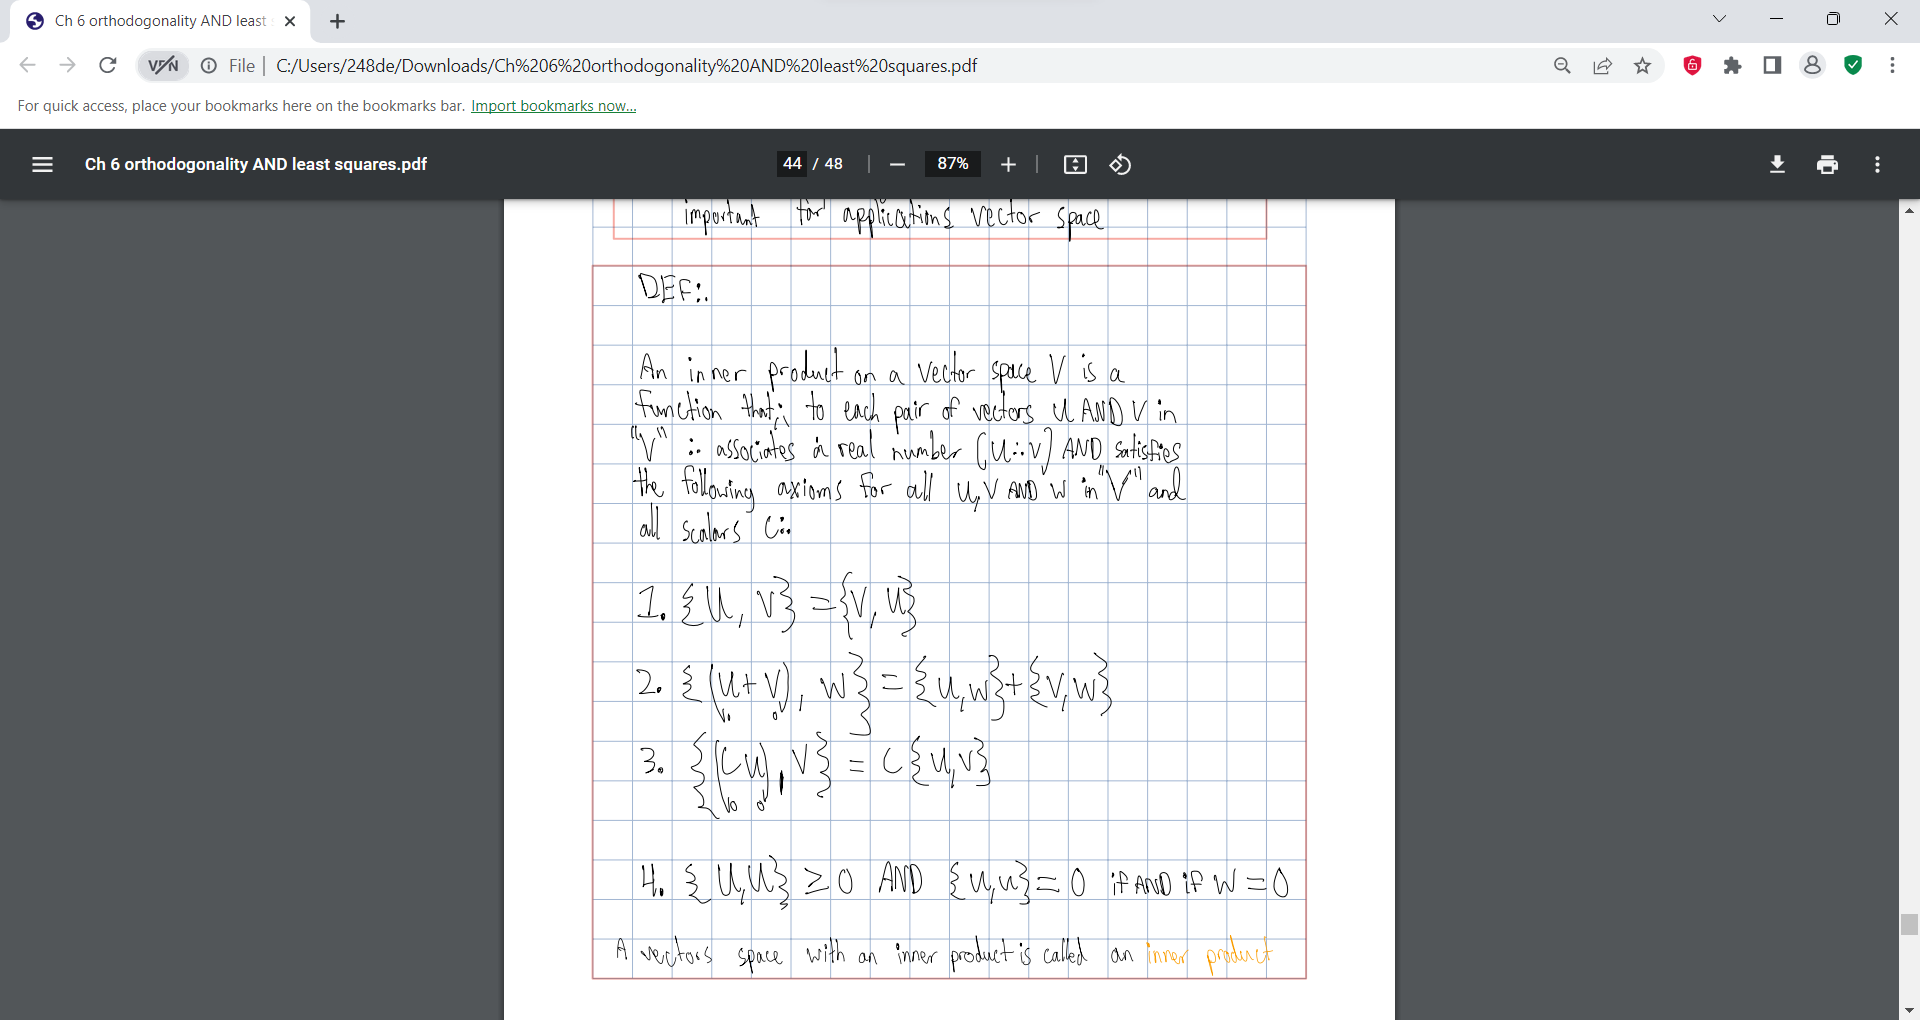 Ch 6 orthodogonality AND least
File C:/Users/248de/Downloads/Ch%206%20orthodogonality%20AND%20least%20squares.pdf
For quick access, place your bookmarks here on the bookmarks bar. Import bookmarks now...
Ch 6 orthodogonality AND least squares.pdf 44 / 48 87%
important for applications vector space
DEF:.
An inner product on a vector space V is a
function that; to each pair of vectors U AND V in
"V" ∴ associates a real number (U∴V) AND satisfies
the following axioms for all U, V AND W in "V" and
all scalars C∴
1. {U, V} = {V, U}
2. {(U+V), W} = {U,W}+{V,W}
3. {(CU), V} = C{U,V}
4. {U,U} ≥ 0 AND {U,U} = 0 if AND if W = 0
A vectors space with an inner product is called an inner product